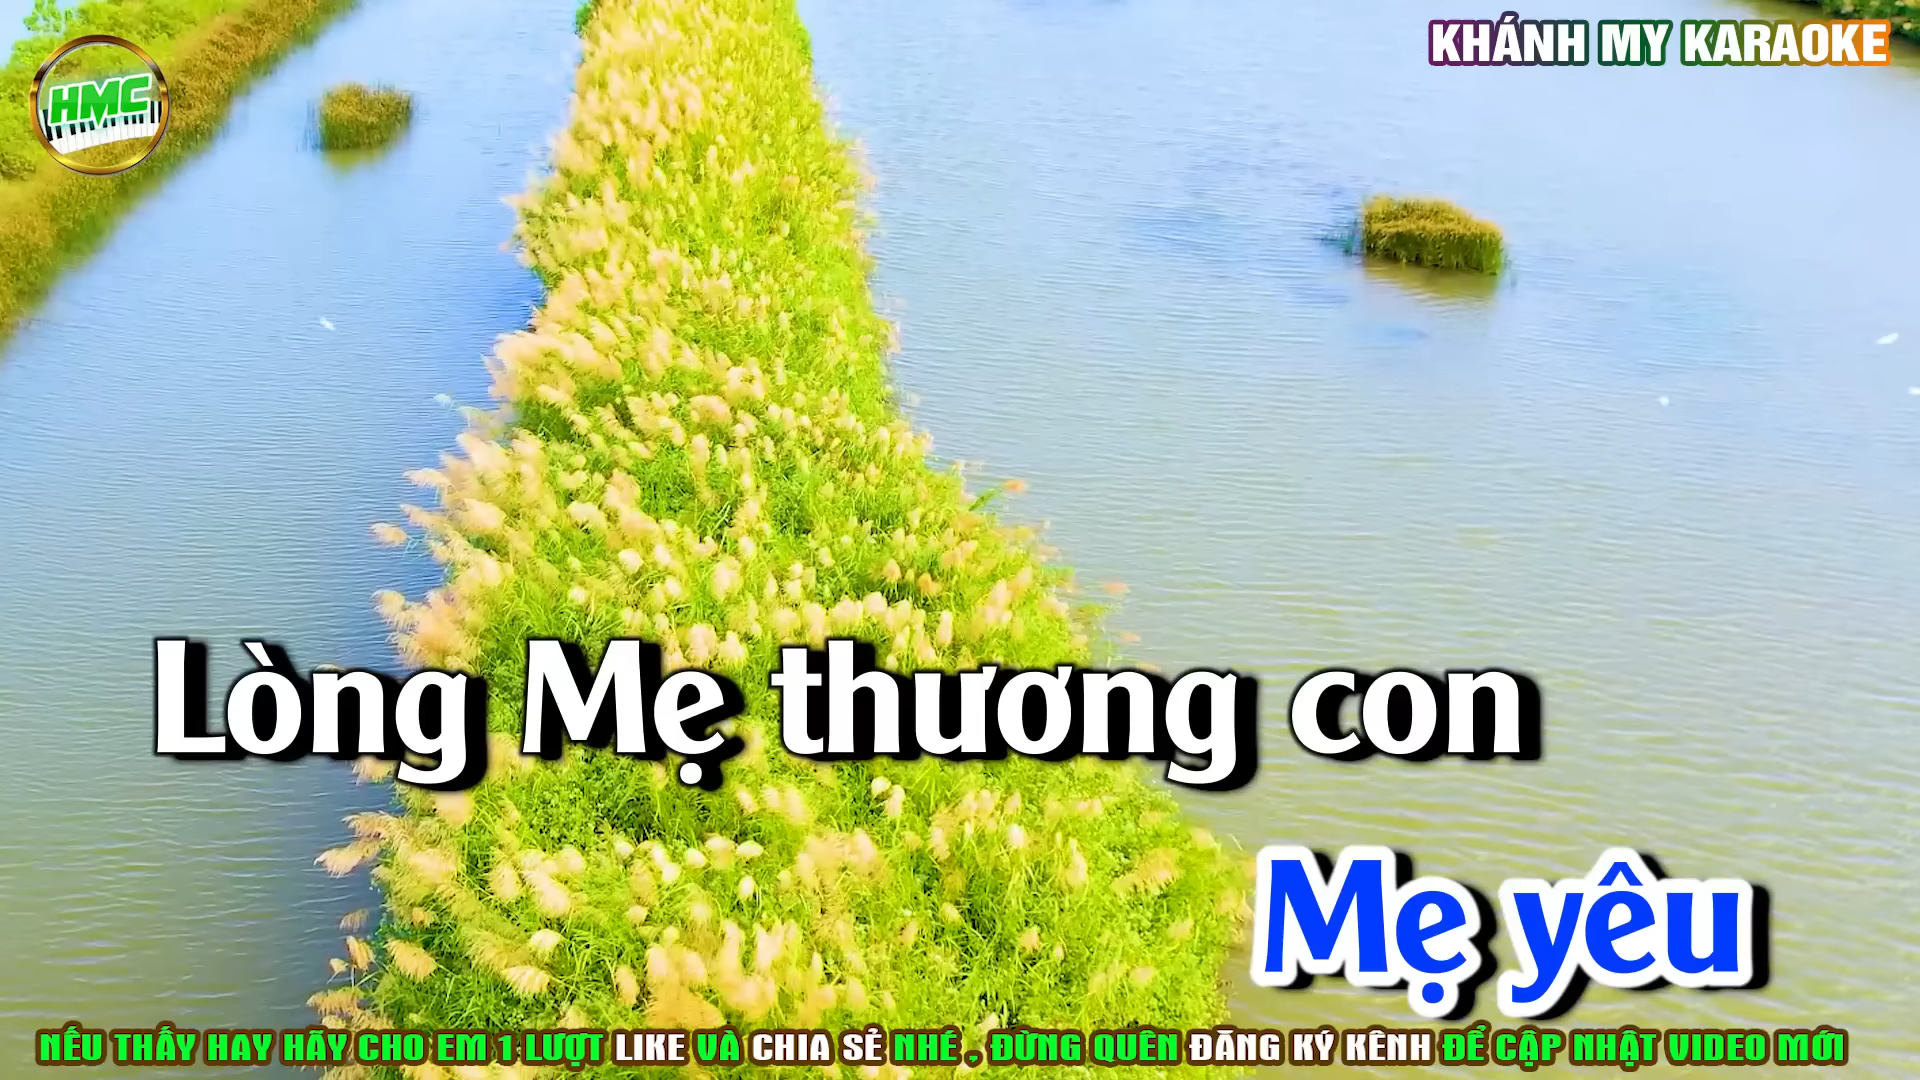 KHÁNH MY KARAOKE
HMC
Lòng Mẹ thương con
Mẹ yêu
NẾU THẤY HAY HÃY CHO EM 1 LƯỢT LIKE VÀ CHIA SẺ NHÉ , ĐỪNG QUÊN ĐĂNG KÝ KÊNH ĐỂ CẬP NHẬT VIDEO MỚI